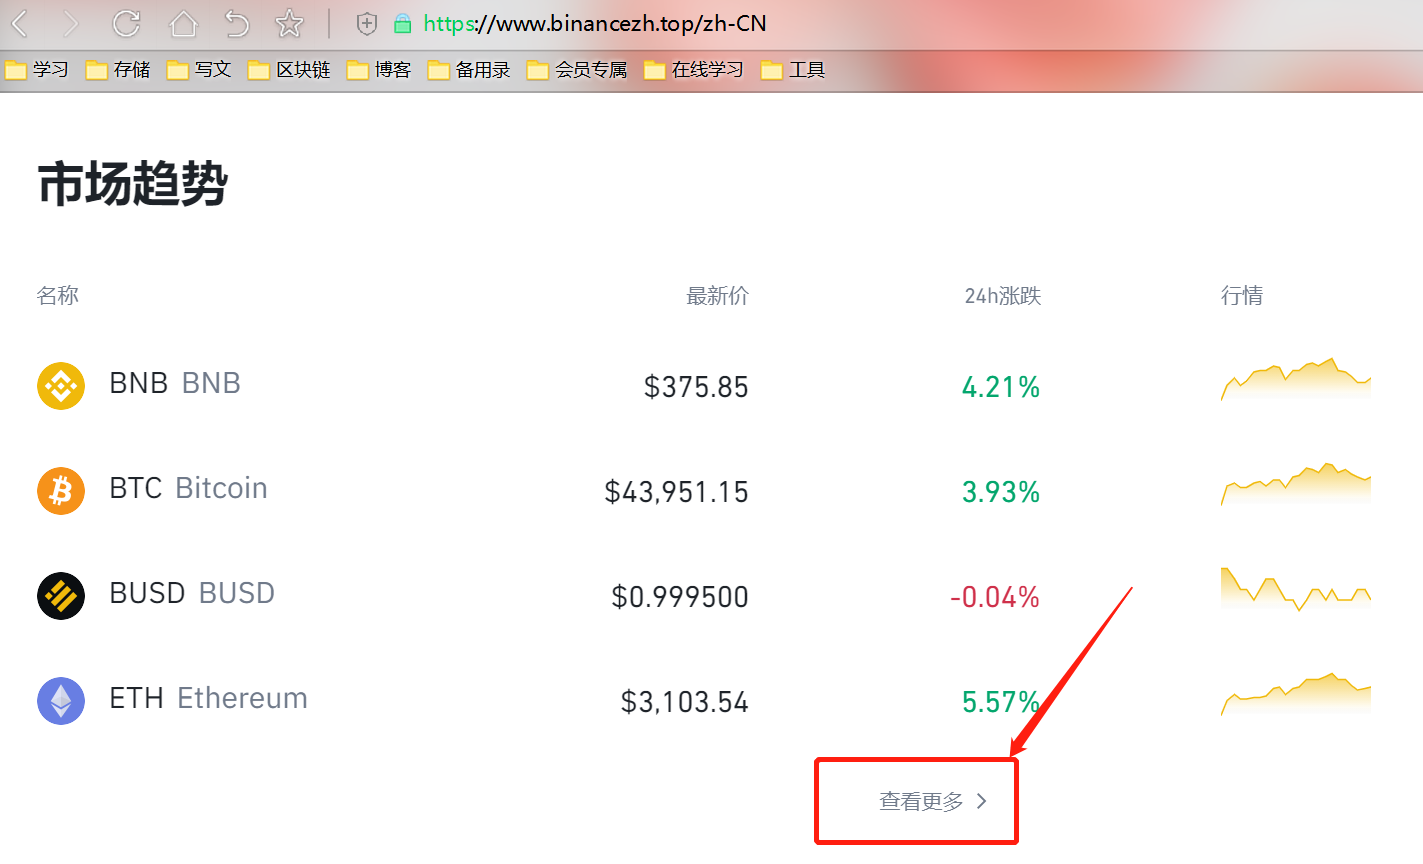 https://www.binancezh.top/zh-CN
学习 存储 写文 区块链 博客 备用录 会员专属 在线学习 工具
市场趋势
名称 最新价 24h涨跌 行情
BNB BNB $375.85 4.21%
BTC Bitcoin $43,951.15 3.93%
BUSD BUSD $0.999500 -0.04%
ETH Ethereum $3,103.54 5.57%
查看更多